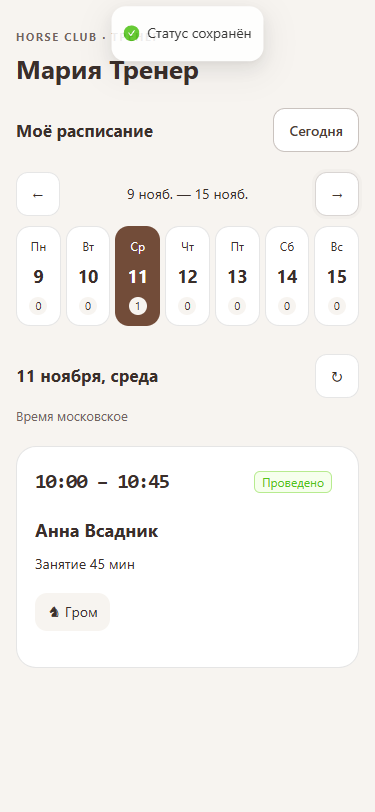 Статус сохранён
HORSE CLUB ·
Мария Тренер
Моё расписание
Сегодня
←
9 нояб. — 15 нояб.
→
Пн Вт Ср Чт Пт Сб Вс
9 10 11 12 13 14 15
0 0 1 0 0 0 0
11 ноября, среда
↻
Время московское
10:00 – 10:45
Проведено
Анна Всадник
Занятие 45 мин
♞ Гром